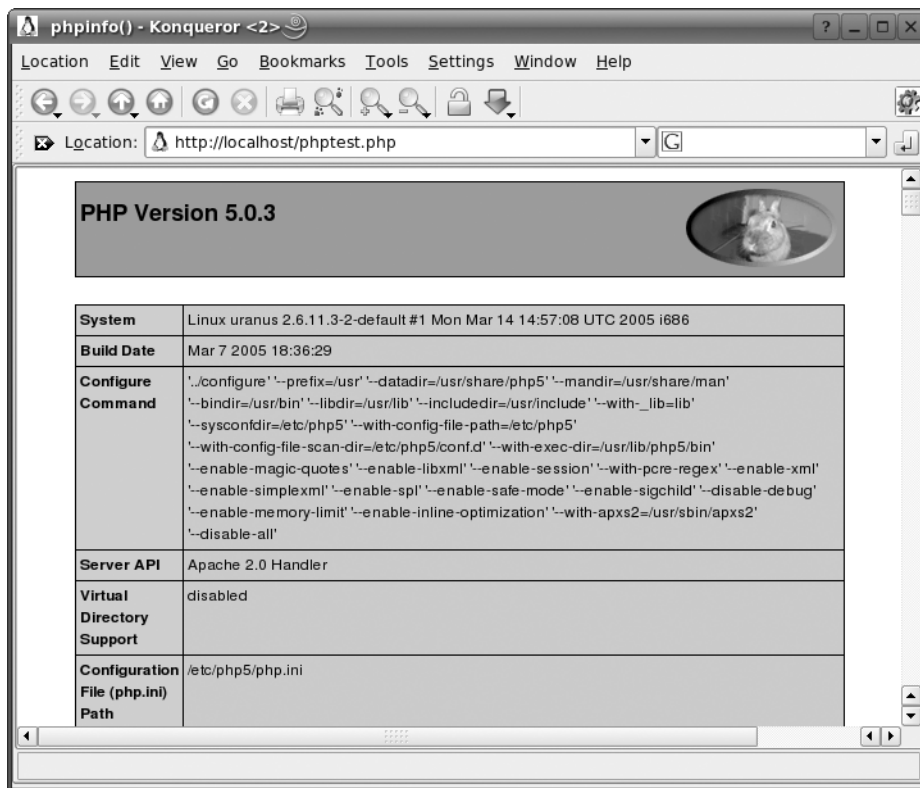 phpinfo() - Konqueror <2>
Location Edit View Go Bookmarks Tools Settings Window Help
Location: http://localhost/phptest.php G
PHP Version 5.0.3
System Linux uranus 2.6.11.3-2-default #1 Mon Mar 14 14:57:08 UTC 2005 i686
Build Date Mar 7 2005 18:36:29
Configure Command
'../configure' '--prefix=/usr' '--datadir=/usr/share/php5' '--mandir=/usr/share/man'
'--bindir=/usr/bin' '--libdir=/usr/lib' '--includedir=/usr/include' '--with-_lib=lib'
'--sysconfdir=/etc/php5' '--with-config-file-path=/etc/php5'
'--with-config-file-scan-dir=/etc/php5/conf.d' '--with-exec-dir=/usr/lib/php5/bin'
'--enable-magic-quotes' '--enable-libxml' '--enable-session' '--with-pcre-regex' '--enable-xml'
'--enable-simplexml' '--enable-spl' '--enable-safe-mode' '--enable-sigchild' '--disable-debug'
'--enable-memory-limit' '--enable-inline-optimization' '--with-apxs2=/usr/sbin/apxs2'
'--disable-all'
Server API Apache 2.0 Handler
Virtual disabled
Directory
Support
Configuration /etc/php5/php.ini
File (php.ini)
Path